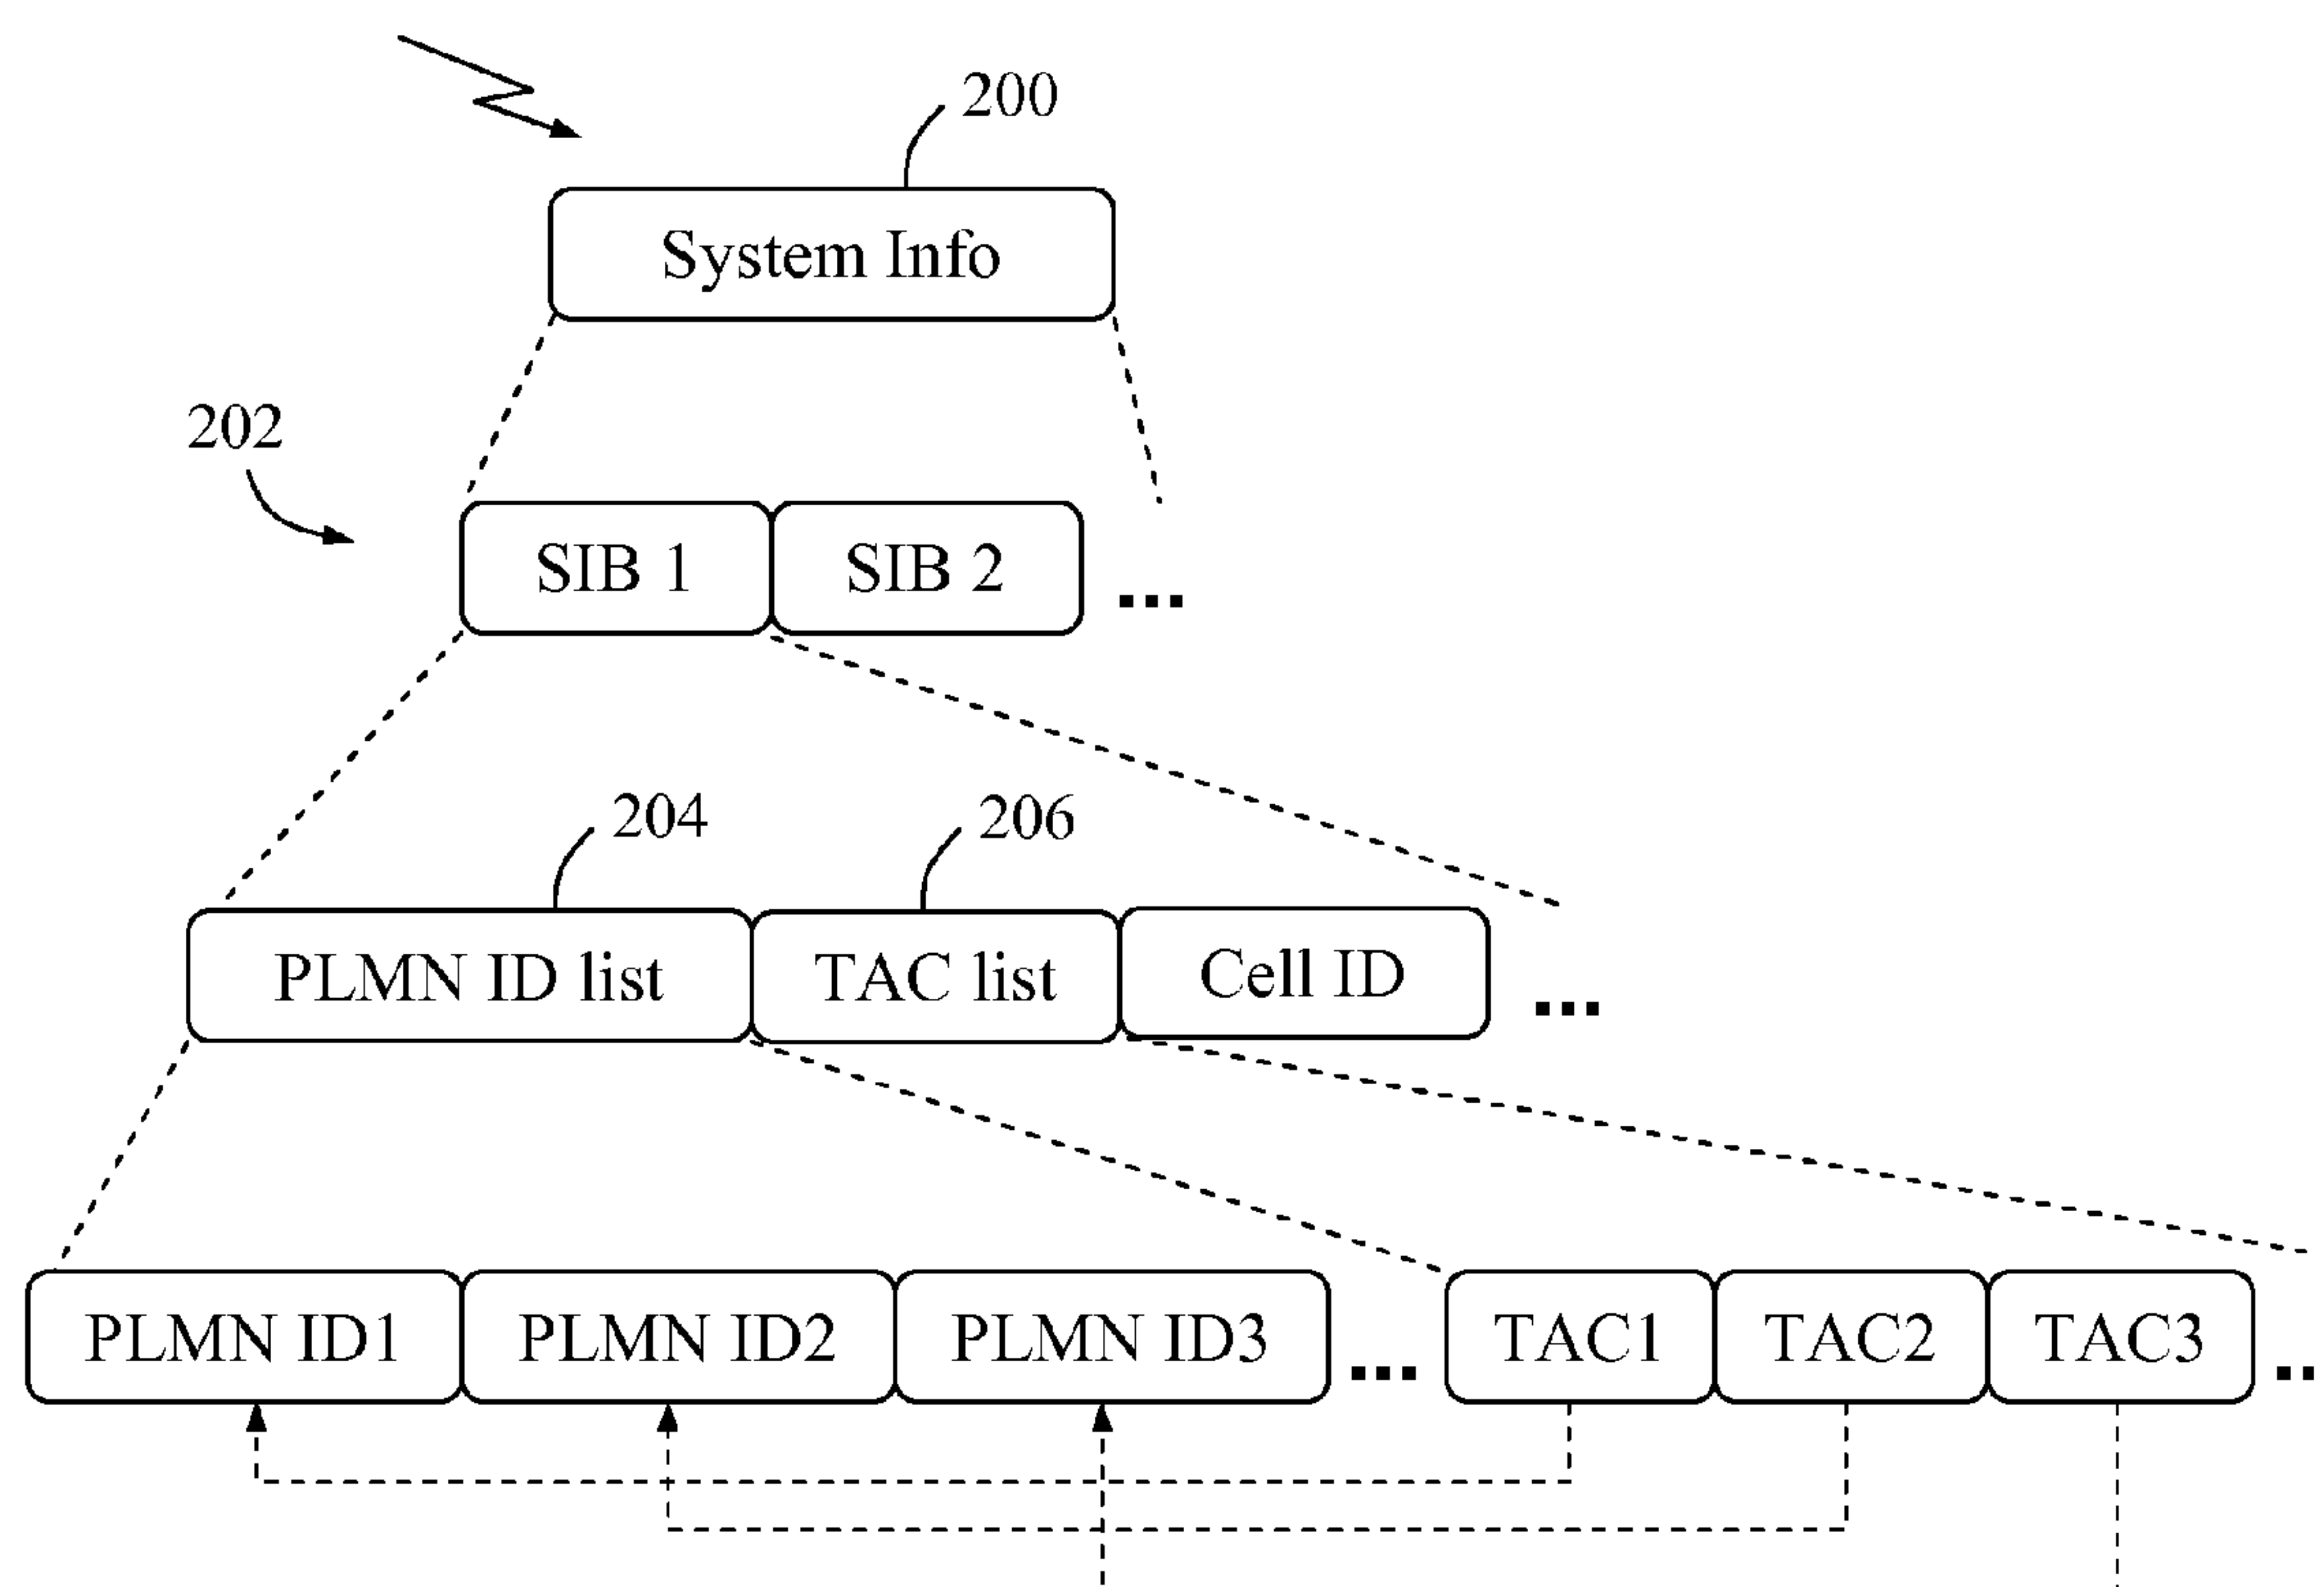 200
System Info
202
SIB 1 SIB 2 ...
204 206
PLMN ID list TAC list Cell ID ...
PLMN ID1 PLMN ID2 PLMN ID3 ... TAC1 TAC2 TAC3 ..